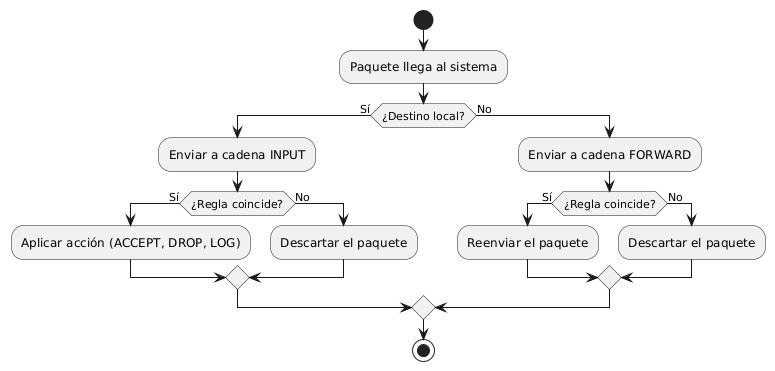 Paquete llega al sistema
Sí
¿Destino local?
No
Enviar a cadena INPUT
Enviar a cadena FORWARD
Sí
¿Regla coincide?
No
Sí
¿Regla coincide?
No
Aplicar acción (ACCEPT, DROP, LOG)
Descartar el paquete
Reenviar el paquete
Descartar el paquete